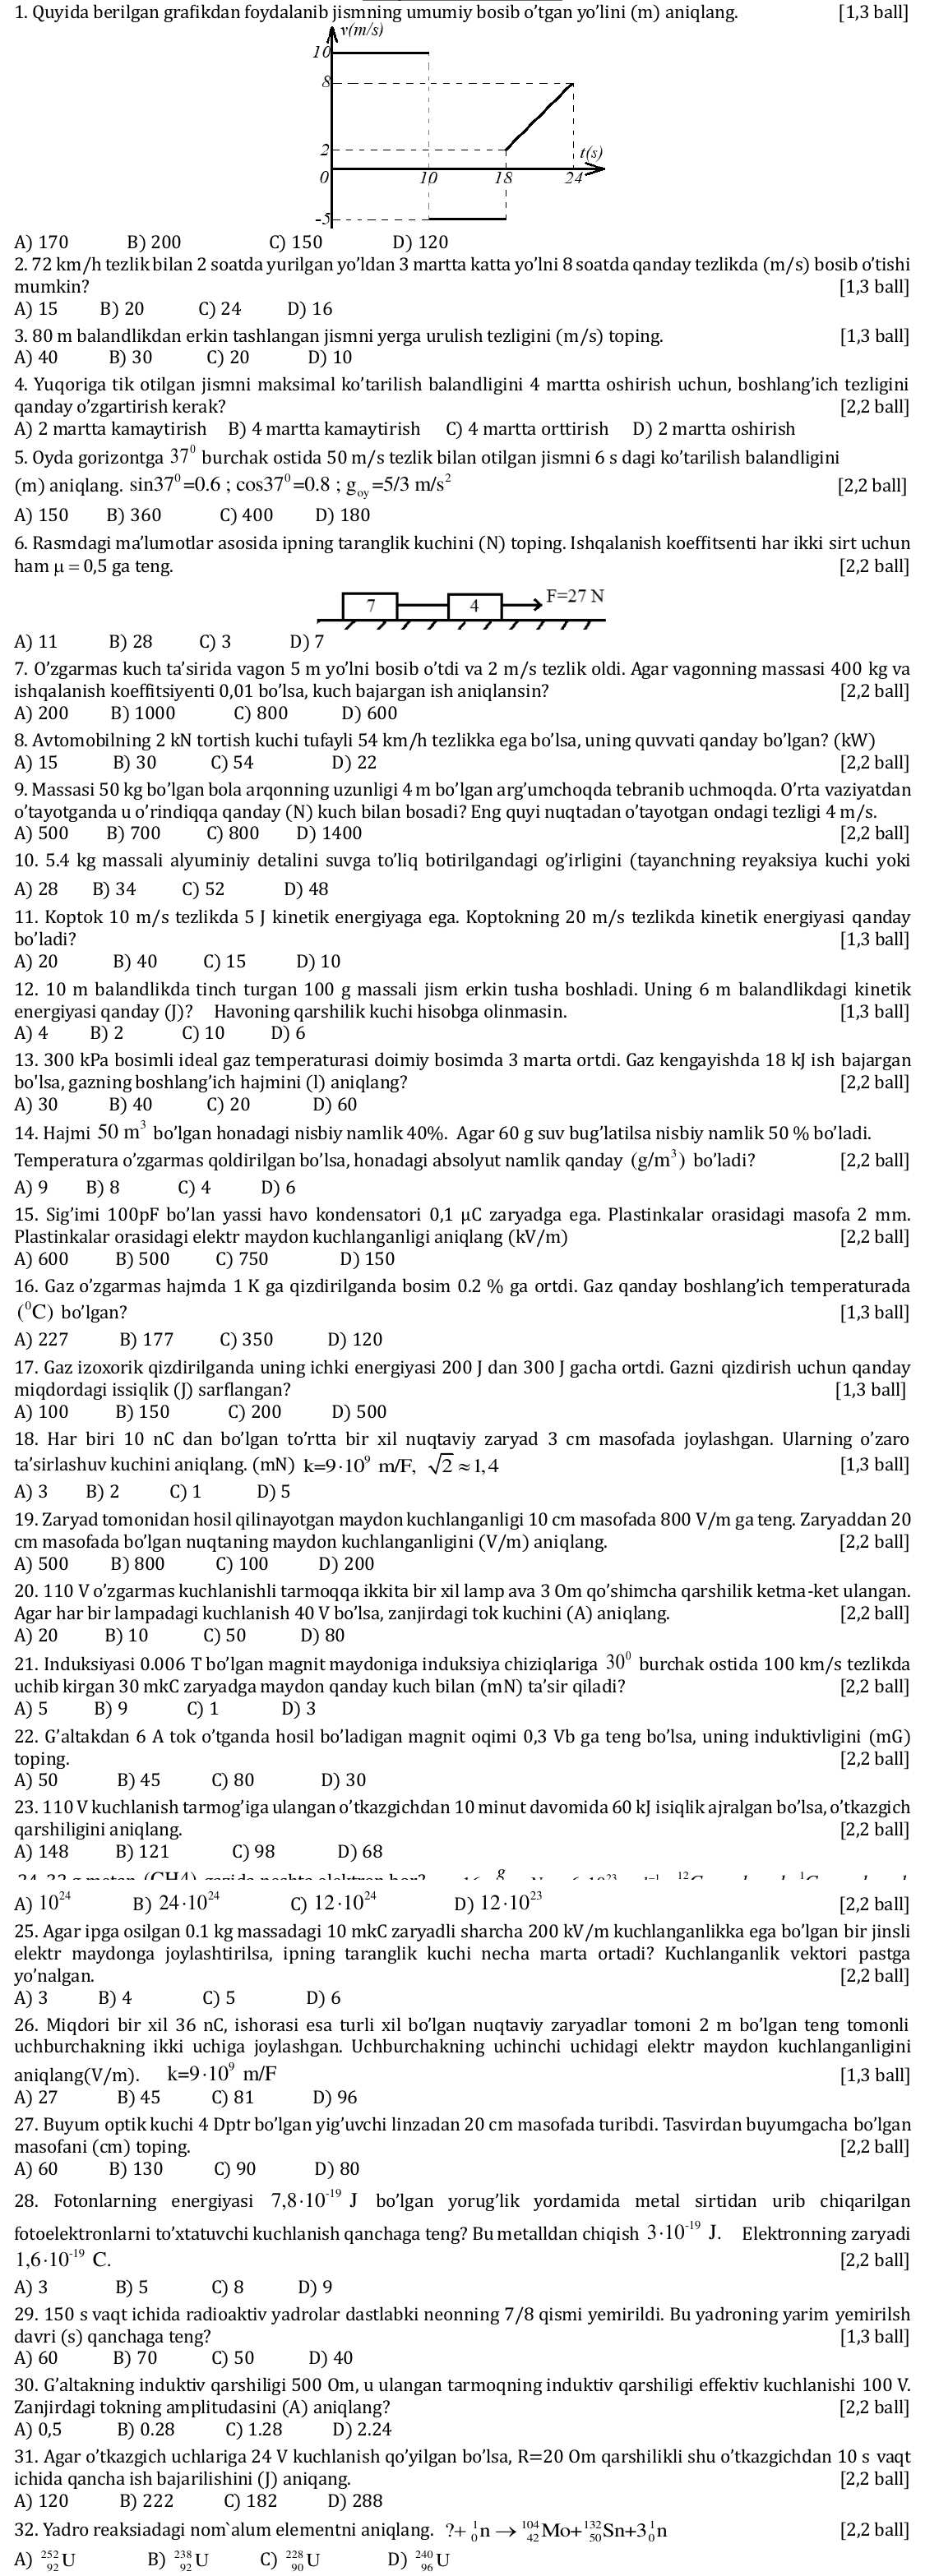 1. Quyida berilgan grafikdan foydalanib jismning umumiy bosib o’tgan yo’lini (m) aniqlang. [1,3 ball]
v(m/s)
10
8
2
t(s)
0 10 18 24
-5
A) 170 B) 200 C) 150 D) 120
2. 72 km/h tezlik bilan 2 soatda yurilgan yo’ldan 3 martta katta yo’lni 8 soatda qanday tezlikda (m/s) bosib o’tishi
mumkin? [1,3 ball]
A) 15 B) 20 C) 24 D) 16
3. 80 m balandlikdan erkin tashlangan jismni yerga urulish tezligini (m/s) toping. [1,3 ball]
A) 40 B) 30 C) 20 D) 10
4. Yuqoriga tik otilgan jismni maksimal ko’tarilish balandligini 4 martta oshirish uchun, boshlang’ich tezligini
qanday o’zgartirish kerak? [2,2 ball]
A) 2 martta kamaytirish B) 4 martta kamaytirish C) 4 martta orttirish D) 2 martta oshirish
5. Oyda gorizontga 37⁰ burchak ostida 50 m/s tezlik bilan otilgan jismni 6 s dagi ko’tarilish balandligini
(m) aniqlang. sin37⁰=0.6 ; cos37⁰=0.8 ; g_oy=5/3 m/s² [2,2 ball]
A) 150 B) 360 C) 400 D) 180
6. Rasmdagi ma’lumotlar asosida ipning taranglik kuchini (N) toping. Ishqalanish koeffitsenti har ikki sirt uchun
ham μ = 0,5 ga teng. [2,2 ball]
7 4 F=27 N
A) 11 B) 28 C) 3 D) 7
7. O’zgarmas kuch ta’sirida vagon 5 m yo’lni bosib o’tdi va 2 m/s tezlik oldi. Agar vagonning massasi 400 kg va
ishqalanish koeffitsiyenti 0,01 bo’lsa, kuch bajargan ish aniqlansin? [2,2 ball]
A) 200 B) 1000 C) 800 D) 600
8. Avtomobilning 2 kN tortish kuchi tufayli 54 km/h tezlikka ega bo’lsa, uning quvvati qanday bo’lgan? (kW)
A) 15 B) 30 C) 54 D) 22 [2,2 ball]
9. Massasi 50 kg bo’lgan bola arqonning uzunligi 4 m bo’lgan arg’umchoqda tebranib uchmoqda. O’rta vaziyatdan
o’tayotganda u o’rindiqqa qanday (N) kuch bilan bosadi? Eng quyi nuqtadan o’tayotgan ondagi tezligi 4 m/s.
A) 500 B) 700 C) 800 D) 1400 [2,2 ball]
10. 5.4 kg massali alyuminiy detalini suvga to’liq botirilgandagi og’irligini (tayanchning reyaksiya kuchi yoki
A) 28 B) 34 C) 52 D) 48
11. Koptok 10 m/s tezlikda 5 J kinetik energiyaga ega. Koptokning 20 m/s tezlikda kinetik energiyasi qanday
bo’ladi? [1,3 ball]
A) 20 B) 40 C) 15 D) 10
12. 10 m balandlikda tinch turgan 100 g massali jism erkin tusha boshladi. Uning 6 m balandlikdagi kinetik
energiyasi qanday (J)? Havoning qarshilik kuchi hisobga olinmasin. [1,3 ball]
A) 4 B) 2 C) 10 D) 6
13. 300 kPa bosimli ideal gaz temperaturasi doimiy bosimda 3 marta ortdi. Gaz kengayishda 18 kJ ish bajargan
bo'lsa, gazning boshlang’ich hajmini (l) aniqlang? [2,2 ball]
A) 30 B) 40 C) 20 D) 60
14. Hajmi 50 m³ bo’lgan honadagi nisbiy namlik 40%. Agar 60 g suv bug’latilsa nisbiy namlik 50 % bo’ladi.
Temperatura o’zgarmas qoldirilgan bo’lsa, honadagi absolyut namlik qanday (g/m³) bo’ladi? [2,2 ball]
A) 9 B) 8 C) 4 D) 6
15. Sig’imi 100pF bo’lan yassi havo kondensatori 0,1 μC zaryadga ega. Plastinkalar orasidagi masofa 2 mm.
Plastinkalar orasidagi elektr maydon kuchlanganligi aniqlang (kV/m) [2,2 ball]
A) 600 B) 500 C) 750 D) 150
16. Gaz o’zgarmas hajmda 1 K ga qizdirilganda bosim 0.2 % ga ortdi. Gaz qanday boshlang’ich temperaturada
(⁰C) bo’lgan? [1,3 ball]
A) 227 B) 177 C) 350 D) 120
17. Gaz izoxorik qizdirilganda uning ichki energiyasi 200 J dan 300 J gacha ortdi. Gazni qizdirish uchun qanday
miqdordagi issiqlik (J) sarflangan? [1,3 ball]
A) 100 B) 150 C) 200 D) 500
18. Har biri 10 nC dan bo’lgan to’rtta bir xil nuqtaviy zaryad 3 cm masofada joylashgan. Ularning o’zaro
ta’sirlashuv kuchini aniqlang. (mN) k=9·10⁹ m/F, √2 ≈1,4 [1,3 ball]
A) 3 B) 2 C) 1 D) 5
19. Zaryad tomonidan hosil qilinayotgan maydon kuchlanganligi 10 cm masofada 800 V/m ga teng. Zaryaddan 20
cm masofada bo’lgan nuqtaning maydon kuchlanganligini (V/m) aniqlang. [2,2 ball]
A) 500 B) 800 C) 100 D) 200
20. 110 V o’zgarmas kuchlanishli tarmoqqa ikkita bir xil lamp ava 3 Om qo’shimcha qarshilik ketma-ket ulangan.
Agar har bir lampadagi kuchlanish 40 V bo’lsa, zanjirdagi tok kuchini (A) aniqlang. [2,2 ball]
A) 20 B) 10 C) 50 D) 80
21. Induksiyasi 0.006 T bo’lgan magnit maydoniga induksiya chiziqlariga 30⁰ burchak ostida 100 km/s tezlikda
uchib kirgan 30 mkC zaryadga maydon qanday kuch bilan (mN) ta’sir qiladi? [2,2 ball]
A) 5 B) 9 C) 1 D) 3
22. G’altakdan 6 A tok o’tganda hosil bo’ladigan magnit oqimi 0,3 Vb ga teng bo’lsa, uning induktivligini (mG)
toping. [2,2 ball]
A) 50 B) 45 C) 80 D) 30
23. 110 V kuchlanish tarmog’iga ulangan o’tkazgichdan 10 minut davomida 60 kJ isiqlik ajralgan bo’lsa, o’tkazgich
qarshiligini aniqlang. [2,2 ball]
A) 148 B) 121 C) 98 D) 68
A) 10²⁴ B) 24·10²⁴ C) 12·10²⁴ D) 12·10²³ [2,2 ball]
25. Agar ipga osilgan 0.1 kg massadagi 10 mkC zaryadli sharcha 200 kV/m kuchlanganlikka ega bo’lgan bir jinsli
elektr maydonga joylashtirilsa, ipning taranglik kuchi necha marta ortadi? Kuchlanganlik vektori pastga
yo’nalgan. [2,2 ball]
A) 3 B) 4 C) 5 D) 6
26. Miqdori bir xil 36 nC, ishorasi esa turli xil bo’lgan nuqtaviy zaryadlar tomoni 2 m bo’lgan teng tomonli
uchburchakning ikki uchiga joylashgan. Uchburchakning uchinchi uchidagi elektr maydon kuchlanganligini
aniqlang(V/m). k=9·10⁹ m/F [1,3 ball]
A) 27 B) 45 C) 81 D) 96
27. Buyum optik kuchi 4 Dptr bo’lgan yig’uvchi linzadan 20 cm masofada turibdi. Tasvirdan buyumgacha bo’lgan
masofani (cm) toping. [2,2 ball]
A) 60 B) 130 C) 90 D) 80
28. Fotonlarning energiyasi 7,8·10⁻¹⁹ J bo’lgan yorug’lik yordamida metal sirtidan urib chiqarilgan
fotoelektronlarni to’xtatuvchi kuchlanish qanchaga teng? Bu metalldan chiqish 3·10⁻¹⁹ J. Elektronning zaryadi
1,6·10⁻¹⁹ C. [2,2 ball]
A) 3 B) 5 C) 8 D) 9
29. 150 s vaqt ichida radioaktiv yadrolar dastlabki neonning 7/8 qismi yemirildi. Bu yadroning yarim yemirilsh
davri (s) qanchaga teng? [1,3 ball]
A) 60 B) 70 C) 50 D) 40
30. G’altakning induktiv qarshiligi 500 Om, u ulangan tarmoqning induktiv qarshiligi effektiv kuchlanishi 100 V.
Zanjirdagi tokning amplitudasini (A) aniqlang? [2,2 ball]
A) 0,5 B) 0.28 C) 1.28 D) 2.24
31. Agar o’tkazgich uchlariga 24 V kuchlanish qo’yilgan bo’lsa, R=20 Om qarshilikli shu o’tkazgichdan 10 s vaqt
ichida qancha ish bajarilishini (J) aniqang. [2,2 ball]
A) 120 B) 222 C) 182 D) 288
32. Yadro reaksiadagi nom`alum elementni aniqlang. ?+ ¹₀n → ¹⁰⁴₄₂Mo+¹³²₅₀Sn+3¹₀n [2,2 ball]
A) ²⁵²₉₂U B) ²³⁸₉₂U C) ²²⁸₉₀U D) ²⁴⁰₉₆U